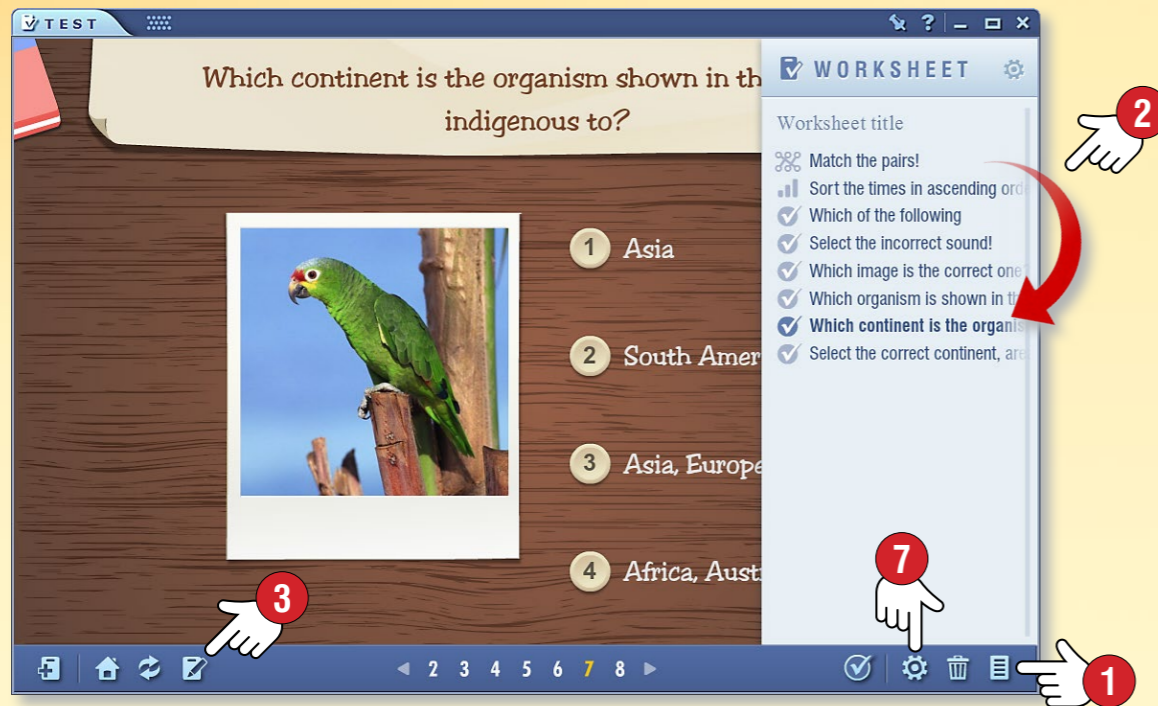 TEST
Which continent is the organism shown in th
indigenous to?
1 Asia
2 South Amer
3 Asia, Europe
4 Africa, Aust
WORKSHEET
Worksheet title
Match the pairs!
Sort the times in ascending orde
Which of the following
Select the incorrect sound!
Which image is the correct one?
Which organism is shown in th
Which continent is the organis
Select the correct continent, are
2
3
7
1
2 3 4 5 6 7 8